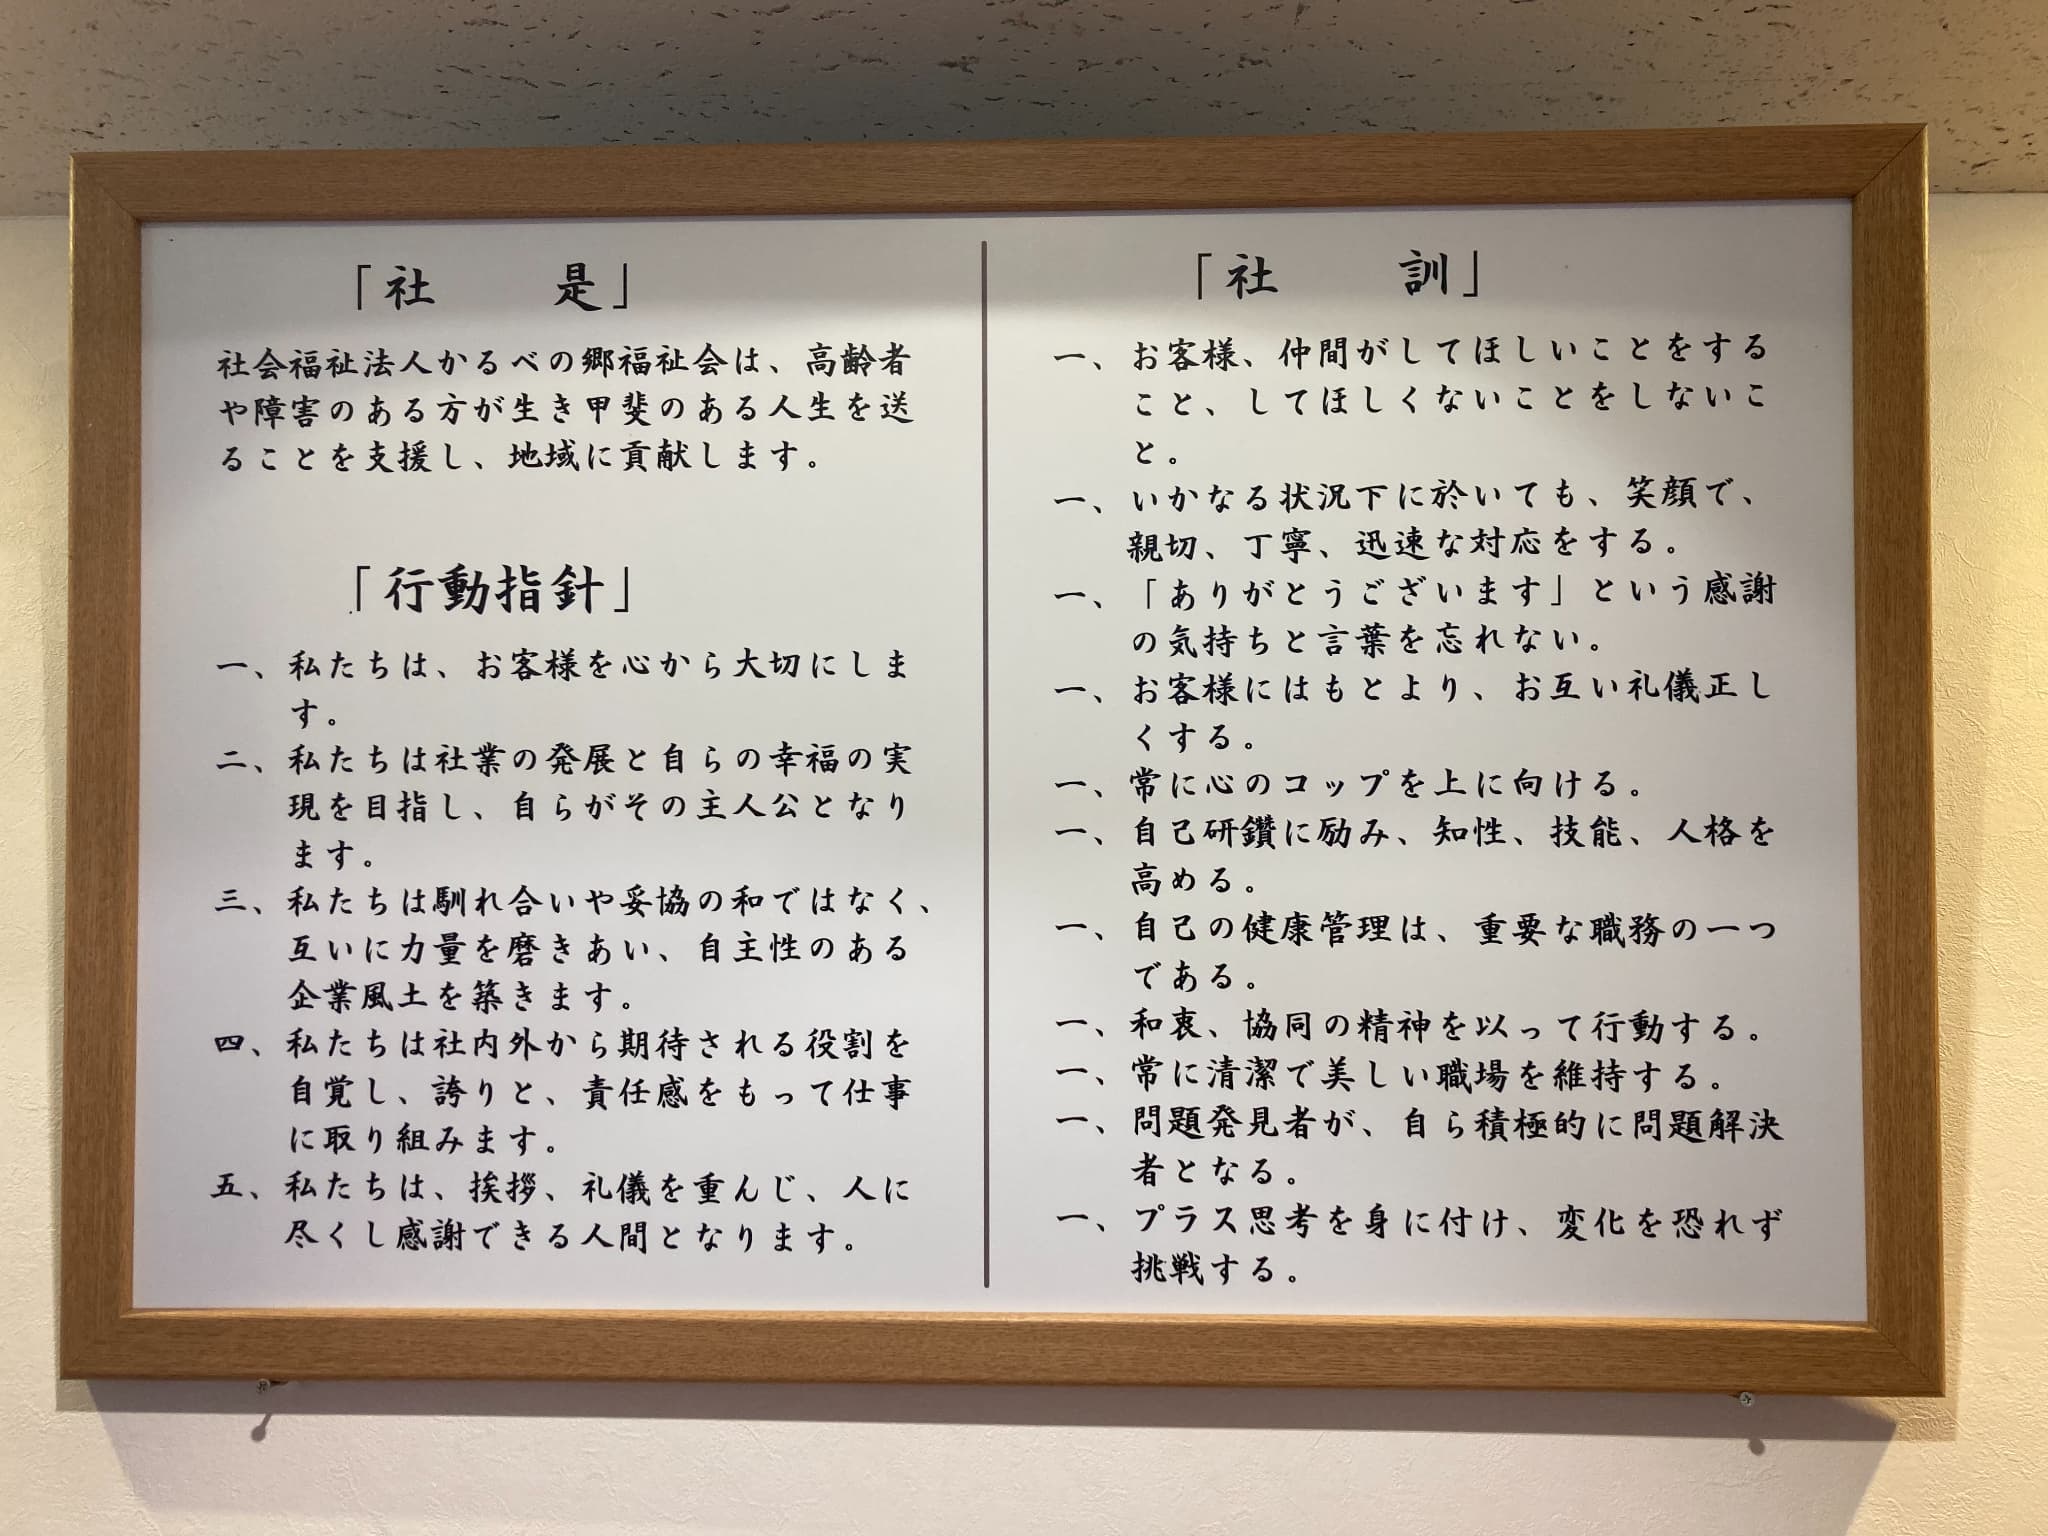 「社　是」
社会福祉法人かるべの郷福祉会は、高齢者
や障害のある方が生き甲斐のある人生を送
ることを支援し、地域に貢献します。
「行動指針」
一、私たちは、お客様を心から大切にしま
す。
二、私たちは社業の発展と自らの幸福の実
現を目指し、自らがその主人公となり
ます。
三、私たちは馴れ合いや妥協の和ではなく、
互いに力量を磨きあい、自主性のある
企業風土を築きます。
四、私たちは社内外から期待される役割を
自覚し、誇りと、責任感をもって仕事
に取り組みます。
五、私たちは、挨拶、礼儀を重んじ、人に
尽くし感謝できる人間となります。
「社　訓」
一、お客様、仲間がしてほしいことをする
こと、してほしくないことをしないこ
と。
一、いかなる状況下に於いても、笑顔で、
親切、丁寧、迅速な対応をする。
一、「ありがとうございます」という感謝
の気持ちと言葉を忘れない。
一、お客様にはもとより、お互い礼儀正し
くする。
一、常に心のコップを上に向ける。
一、自己研鑽に励み、知性、技能、人格を
高める。
一、自己の健康管理は、重要な職務の一つ
である。
一、和衷、協同の精神を以って行動する。
一、常に清潔で美しい職場を維持する。
一、問題発見者が、自ら積極的に問題解決
者となる。
一、プラス思考を身に付け、変化を恐れず
挑戦する。